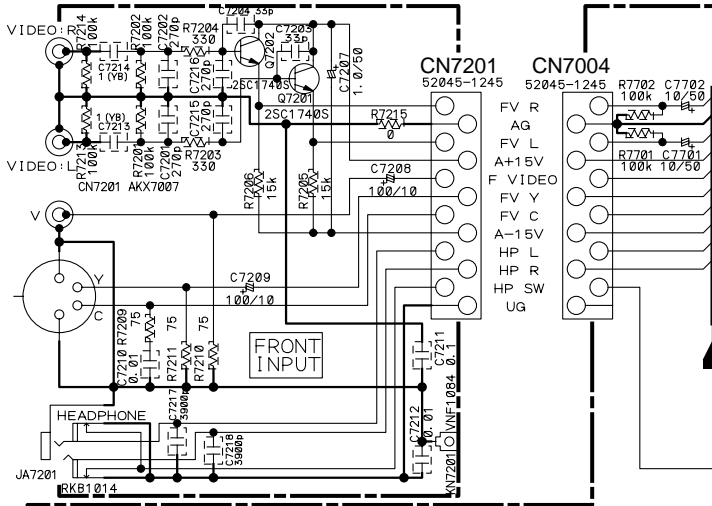 VIDEO:R
R7214
100k
C7214
1(YB)
R7202
100k
C7202
270p
R7204
330
C7216
270p
C7204 33p
Q7202
2SC1740S
C7203
33p
Q7201
2SC1740S
C7207
1.0/50
1(YB)
C7213
VIDEO:L
R7213
100k
R7201
100k
C7201
270p
C7215
270p
R7203
330
CN7201 AKX7007
R7206
15k
R7205
15k
R7215
0
C7208
100/10
V
Y
C
C7209
100/10
R7209
75
C7210
0.01
R7211
75
R7210
75
FRONT
INPUT
C7211
0.1
C7212
0.01
KN7201
VNF1084
HEADPHONE
C7217
3900p
C7218
3900p
JA7201
RKB1014
CN7201
52045-1245
CN7004
52045-1245
FV R
AG
FV L
A+15V
F VIDEO
FV Y
FV C
A-15V
HP L
HP R
HP SW
UG
R7702
100k
C7702
10/50
R7701
100k
C7701
10/50